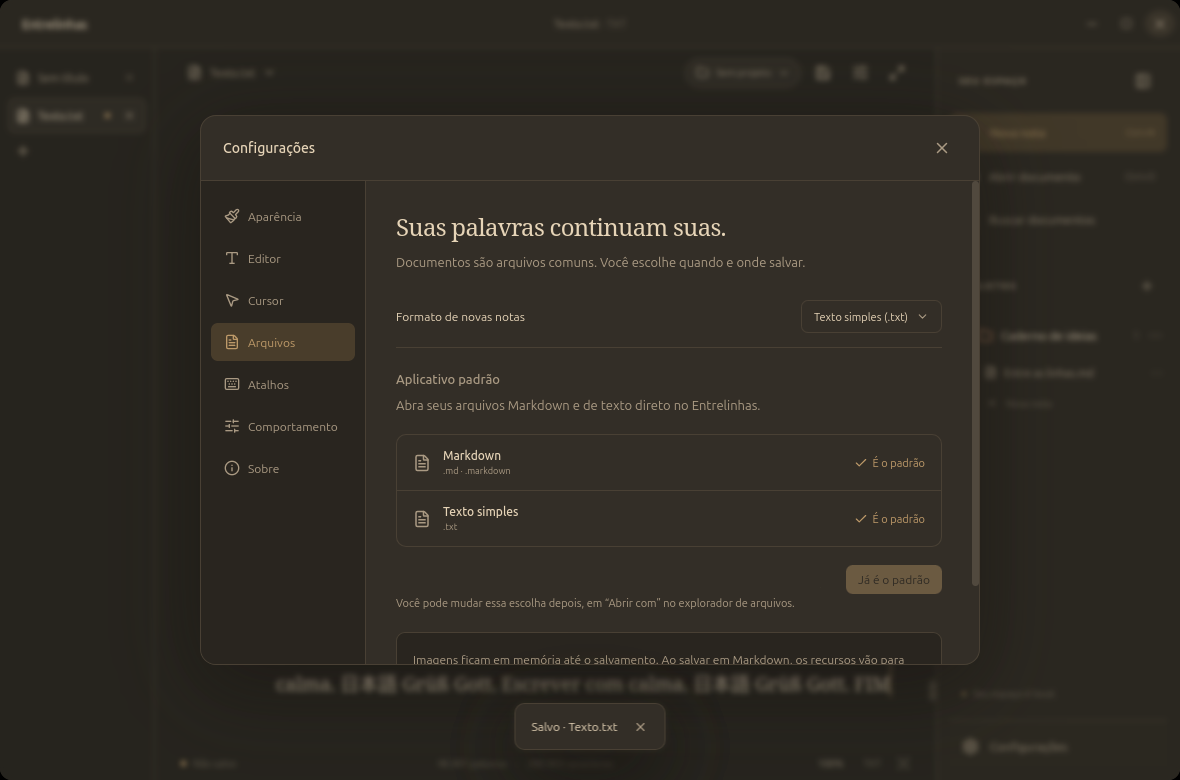 Entrelinhas
Configurações
Aparência
Editor
Cursor
Arquivos
Atalhos
Comportamento
Sobre
Suas palavras continuam suas.
Documentos são arquivos comuns. Você escolhe quando e onde salvar.
Formato de novas notas
Texto simples (.txt)
Aplicativo padrão
Abra seus arquivos Markdown e de texto direto no Entrelinhas.
Markdown
.md · .markdown
É o padrão
Texto simples
.txt
É o padrão
Já é o padrão
Você pode mudar essa escolha depois, em “Abrir com” no explorador de arquivos.
Imagens ficam em memória até o salvamento. Ao salvar em Markdown, os recursos vão para
calma. 日本語 Grüß Gott. Escrever com calma. 日本語 Grüß Gott. FIM
Salvo · Texto.txt
Configurações